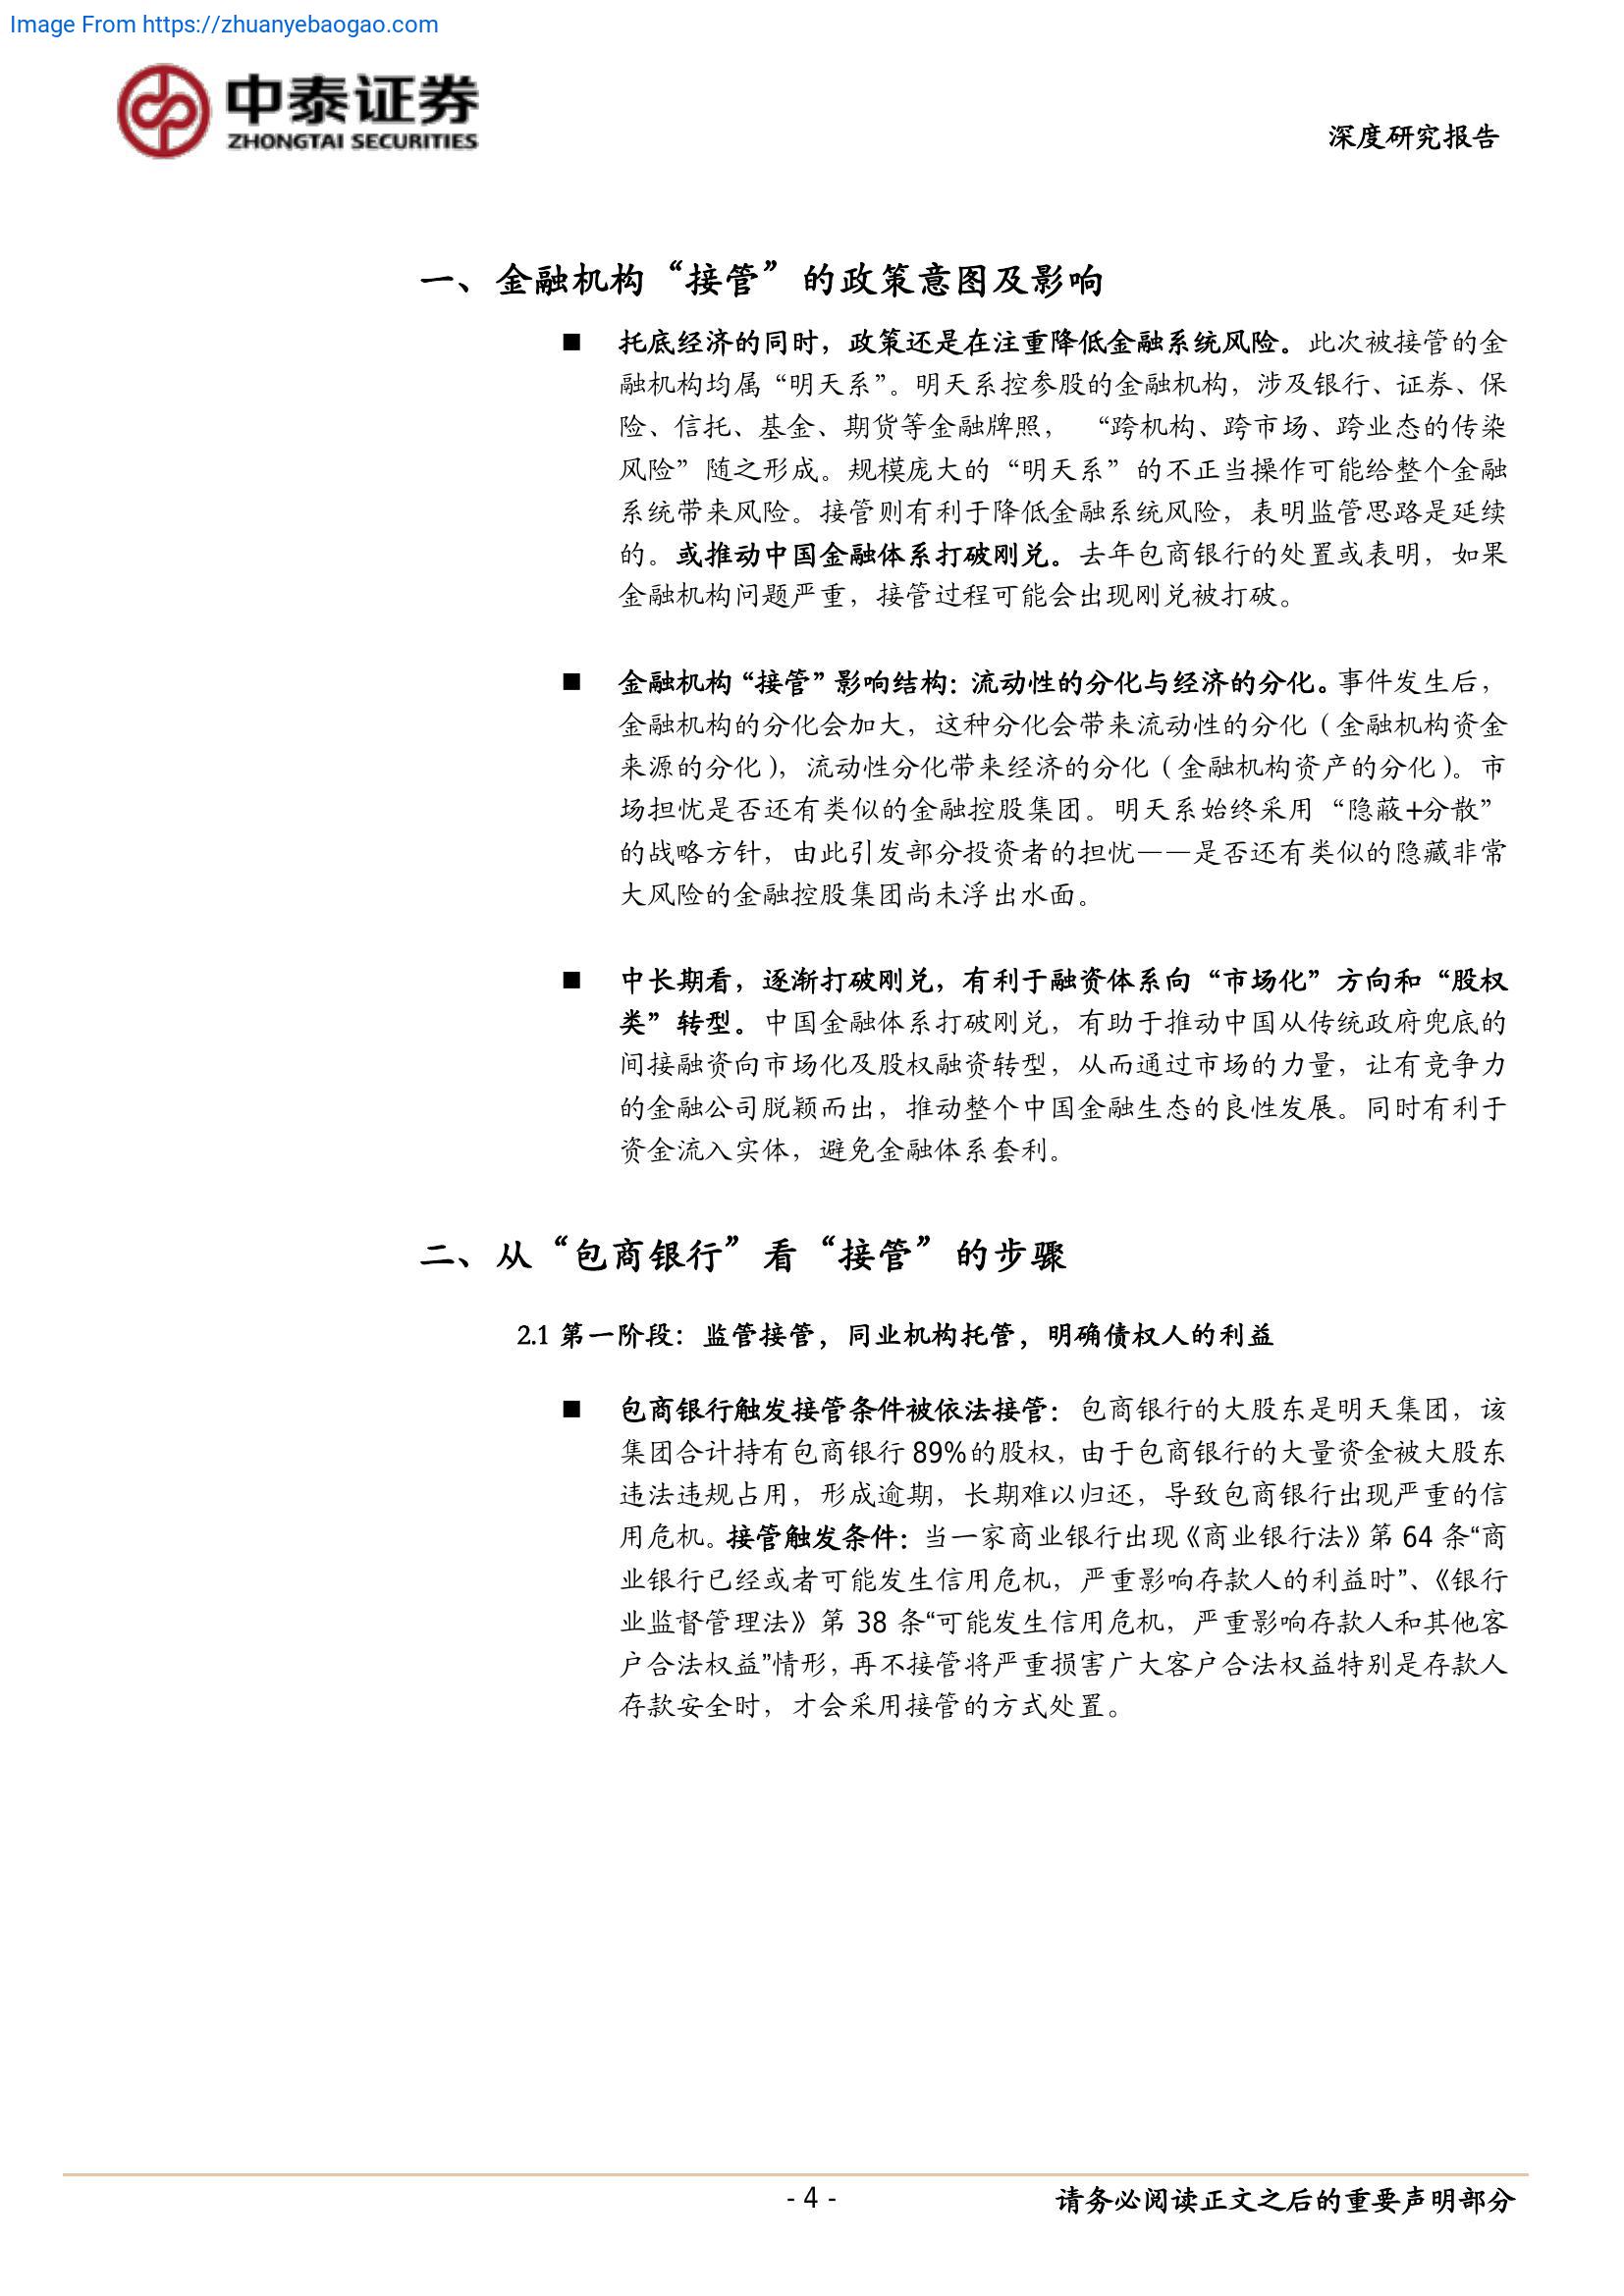 Image From https://zhuanyebaogao.com
中泰证券
ZHONGTAI SECURITIES
深度研究报告
一、金融机构“接管”的政策意图及影响
■ 托底经济的同时，政策还是在注重降低金融系统风险。此次被接管的金
融机构均属“明天系”。明天系控参股的金融机构，涉及银行、证券、保
险、信托、基金、期货等金融牌照， “跨机构、跨市场、跨业态的传染
风险”随之形成。规模庞大的“明天系”的不正当操作可能给整个金融
系统带来风险。接管则有利于降低金融系统风险，表明监管思路是延续
的。或推动中国金融体系打破刚兑。去年包商银行的处置或表明，如果
金融机构问题严重，接管过程可能会出现刚兑被打破。
■ 金融机构“接管”影响结构：流动性的分化与经济的分化。事件发生后，
金融机构的分化会加大，这种分化会带来流动性的分化（金融机构资金
来源的分化），流动性分化带来经济的分化（金融机构资产的分化）。市
场担忧是否还有类似的金融控股集团。明天系始终采用“隐蔽+分散”
的战略方针，由此引发部分投资者的担忧——是否还有类似的隐藏非常
大风险的金融控股集团尚未浮出水面。
■ 中长期看，逐渐打破刚兑，有利于融资体系向“市场化”方向和“股权
类”转型。中国金融体系打破刚兑，有助于推动中国从传统政府兜底的
间接融资向市场化及股权融资转型，从而通过市场的力量，让有竞争力
的金融公司脱颖而出，推动整个中国金融生态的良性发展。同时有利于
资金流入实体，避免金融体系套利。
二、从“包商银行”看“接管”的步骤
2.1 第一阶段：监管接管，同业机构托管，明确债权人的利益
■ 包商银行触发接管条件被依法接管：包商银行的大股东是明天集团，该
集团合计持有包商银行 89%的股权，由于包商银行的大量资金被大股东
违法违规占用，形成逾期，长期难以归还，导致包商银行出现严重的信
用危机。接管触发条件：当一家商业银行出现《商业银行法》第 64 条“商
业银行已经或者可能发生信用危机，严重影响存款人的利益时”、《银行
业监督管理法》第 38 条“可能发生信用危机，严重影响存款人和其他客
户合法权益”情形，再不接管将严重损害广大客户合法权益特别是存款人
存款安全时，才会采用接管的方式处置。
- 4 -
请务必阅读正文之后的重要声明部分